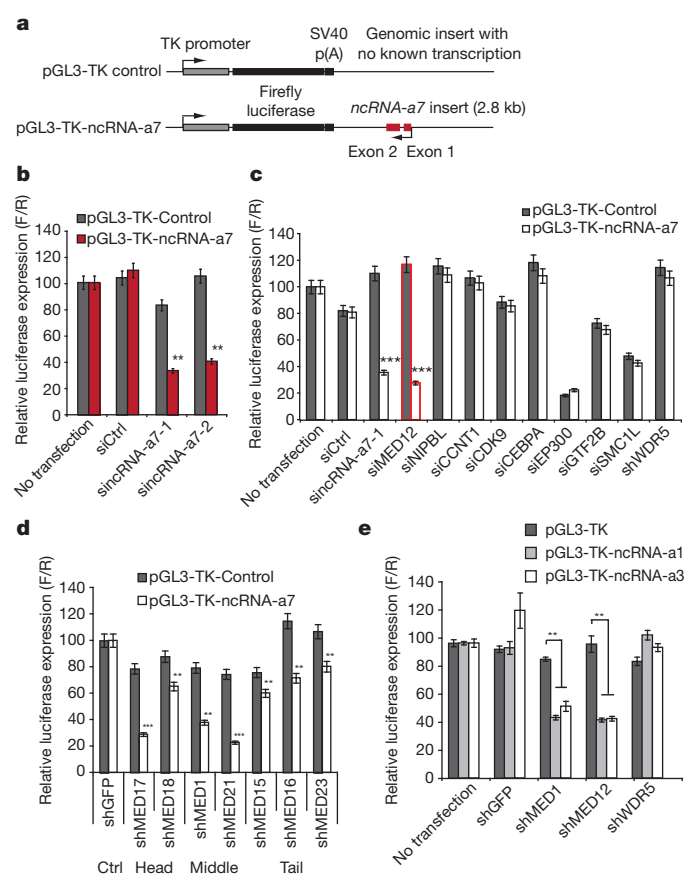 a
TK promoter
SV40
p(A)
Genomic insert with
no known transcription
pGL3-TK control
Firefly
luciferase
ncRNA-a7 insert (2.8 kb)
pGL3-TK-ncRNA-a7
Exon 2 Exon 1
b
pGL3-TK-Control
pGL3-TK-ncRNA-a7
Relative luciferase expression (F/R)
140
120
100
80
60
40
20
0
**
**
No transfection
siCtrl
sincRNA-a7-1
sincRNA-a7-2
c
pGL3-TK-Control
pGL3-TK-ncRNA-a7
Relative luciferase expression (F/R)
140
120
100
80
60
40
20
0
***
***
No transfection
siCtrl
sincRNA-a7-1
siMED12
siNIPBL
siCCNT1
siCDK9
siCEBPA
siEP300
siGTF2B
siSMC1L
shWDR5
d
pGL3-TK-Control
pGL3-TK-ncRNA-a7
Relative luciferase expression (F/R)
140
120
100
80
60
40
20
0
***
**
**
***
**
**
**
shGFP
shMED17
shMED18
shMED1
shMED21
shMED15
shMED16
shMED23
Ctrl Head Middle Tail
e
pGL3-TK
pGL3-TK-ncRNA-a1
pGL3-TK-ncRNA-a3
Relative luciferase expression (F/R)
140
120
100
80
60
40
20
0
**
**
No transfection
shGFP
shMED1
shMED12
shWDR5